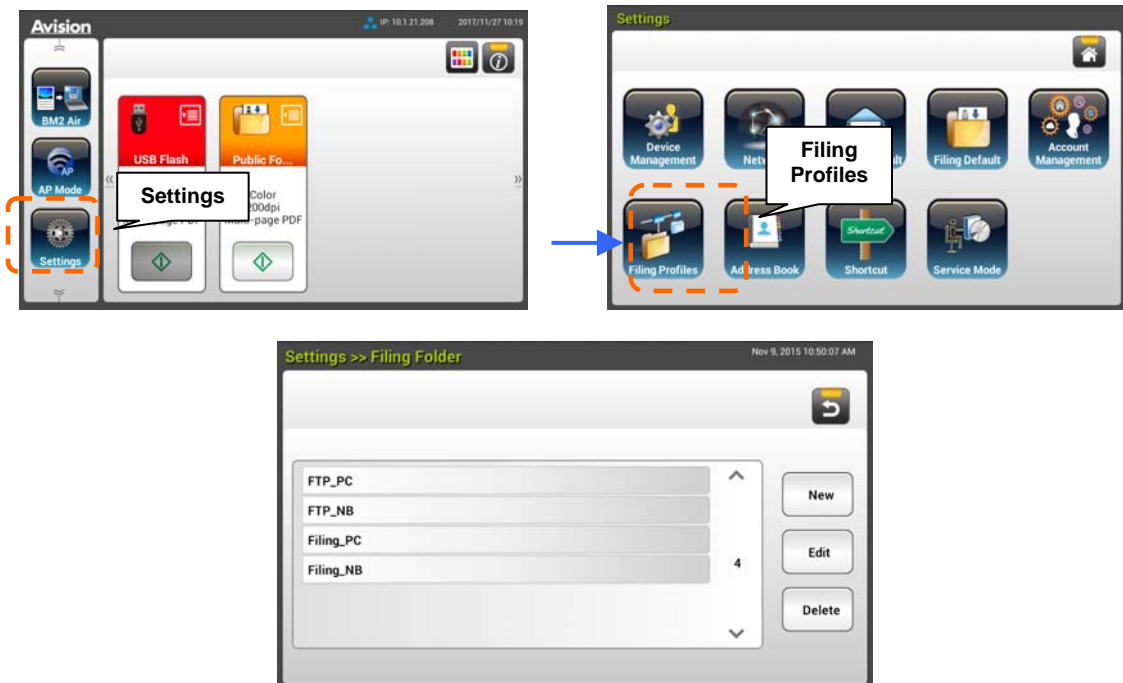 Avision
IP: 10.1.21.208 2017/11/27 10:19
BM2 Air
AP
AP Mode
Settings
USB Flash
Public Fo...
Color
200dpi
page PDF
Settings
Settings
Device
Management
Filing Default
Account
Management
Filing
Profiles
Filing Profiles
Address Book
Shortcut
Shortcut
Service Mode
Settings >> Filing Folder
Nov 9, 2015 10:50:07 AM
FTP_PC
FTP_NB
Filing_PC
Filing_NB
4
New
Edit
Delete